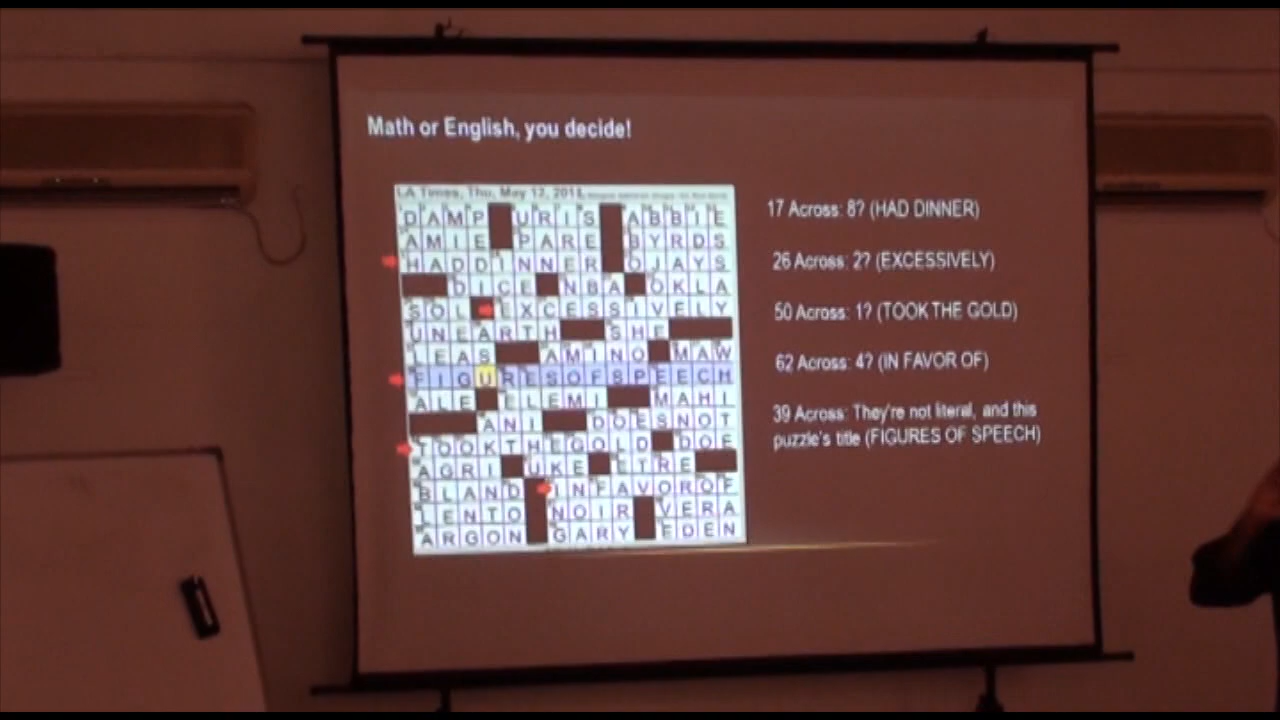 Math or English, you decide!
LA Times, Thu, May 12, 2011
DAMP URIS ABBIE
AMIE PARE BYRDS
HADDINNER OJAYS
DICE NBA OKLA
SOL EXCESSIVELY
UNEARTH SHE
LEAS AMINO MAW
FIGURESOFSPEECH
ALF ELEMI MAHI
ANI DOESNOT
TOOKTHEGOLD DOE
AGRI UKE ETRE
BLAND INFAVOROF
LENTO NOIR VERA
ARGON GARY EDEN
17 Across: 8? (HAD DINNER)
26 Across: 2? (EXCESSIVELY)
50 Across: 1? (TOOK THE GOLD)
62 Across: 4? (IN FAVOR OF)
39 Across: They're not literal, and this
puzzle's title (FIGURES OF SPEECH)